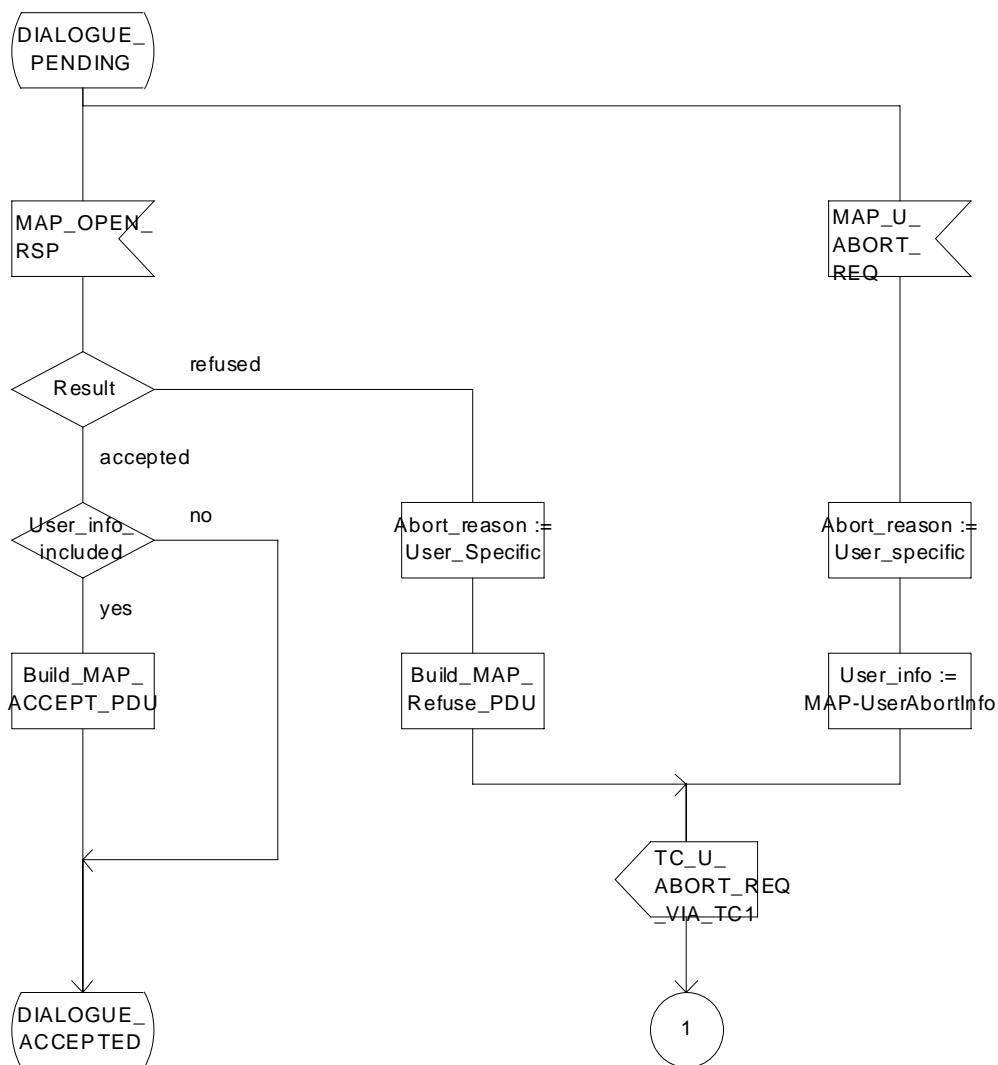 DIALOGUE_
PENDING
MAP_OPEN_
RSP
MAP_U_
ABORT_
REQ
Result
refused
accepted
User_info_
included
no
yes
Abort_reason :=
User_Specific
Abort_reason :=
User_specific
Build_MAP_
ACCEPT_PDU
Build_MAP_
Refuse_PDU
User_info :=
MAP-UserAbortInfo
TC_U_
ABORT_REQ
_VIA_TC1
DIALOGUE_
ACCEPTED
1